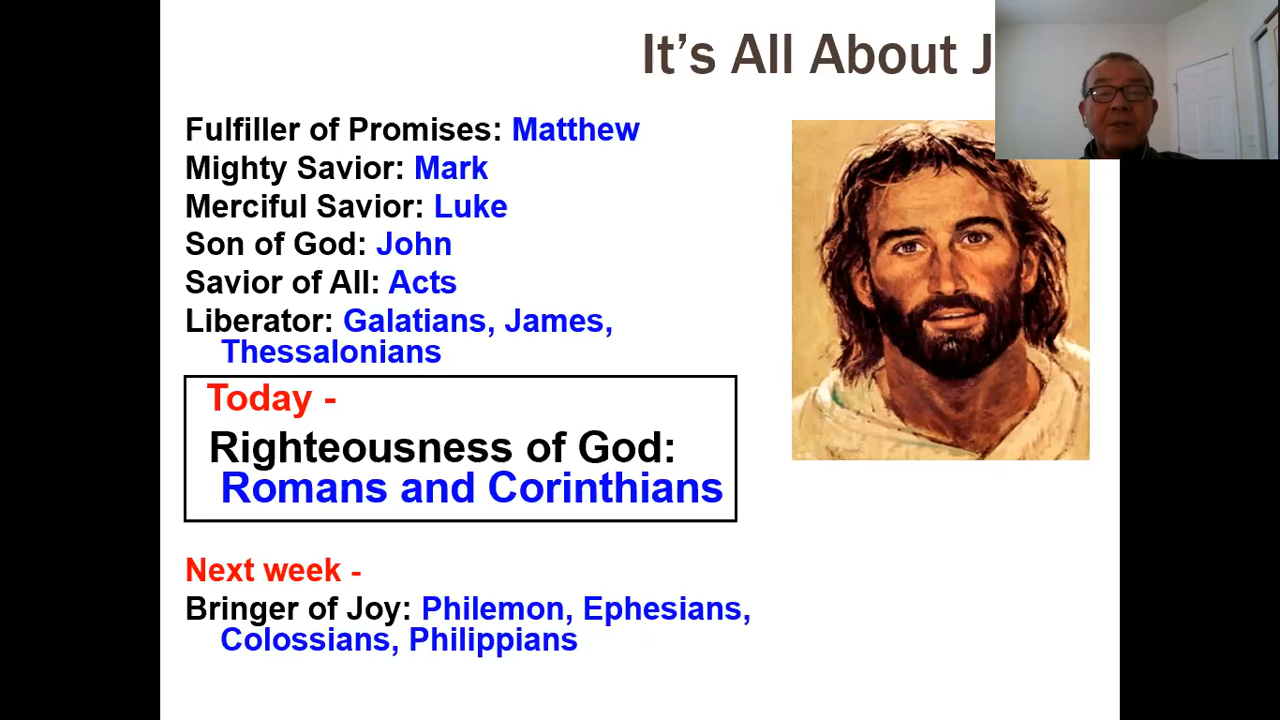 It's All About J
Fulfiller of Promises: Matthew
Mighty Savior: Mark
Merciful Savior: Luke
Son of God: John
Savior of All: Acts
Liberator: Galatians, James,
Thessalonians
Today -
Righteousness of God:
Romans and Corinthians
Next week -
Bringer of Joy: Philemon, Ephesians,
Colossians, Philippians